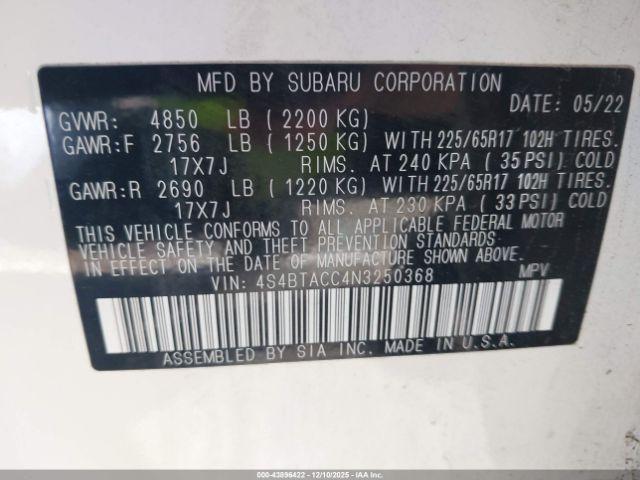 MFD BY SUBARU CORPORATION
DATE: 05/22
GVWR: 4850 LB (2200 KG)
GAWR:F 2756 LB (1250 KG) WITH 225/65R17 102H TIRES.
17X7J RIMS. AT 240 KPA (35 PSI) COLD
GAWR:R 2690 LB (1220 KG) WITH 225/65R17 102H TIRES.
17X7J RIMS. AT 230 KPA (33 PSI) COLD
THIS VEHICLE CONFORMS TO ALL APPLICABLE FEDERAL MOTOR
VEHICLE SAFETY AND THEFT PREVENTION STANDARDS IN
EFFECT ON THE DATE OF MANUFACTURE SHOWN ABOVE.
VIN: 4S4BTACC4N3250368 MPV
ASSEMBLED BY SIA INC. MADE IN U.S.A.
000-43896422 - 12/10/2025 - IAAI.COM